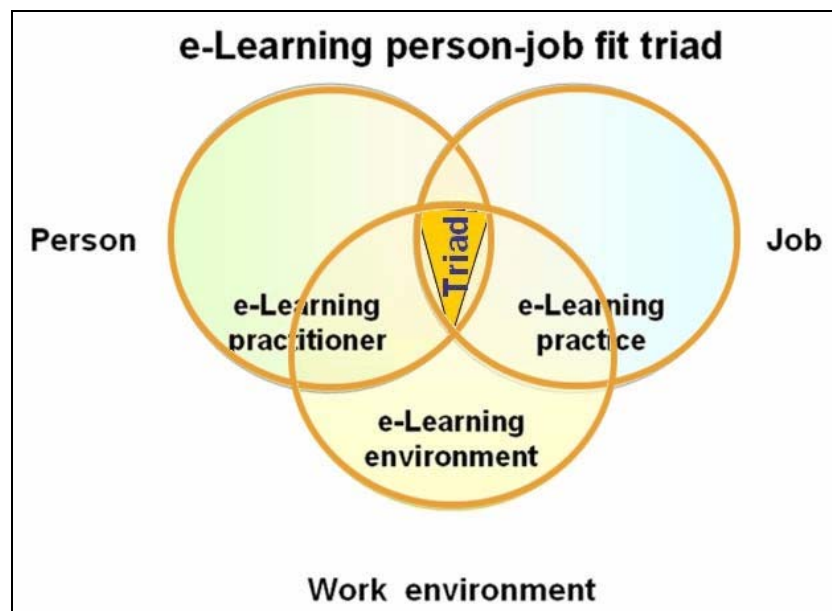 e-Learning person-job fit triad
Person
Job
Triad
e-Learning
practitioner
e-Learning
practice
e-Learning
environment
Work environment